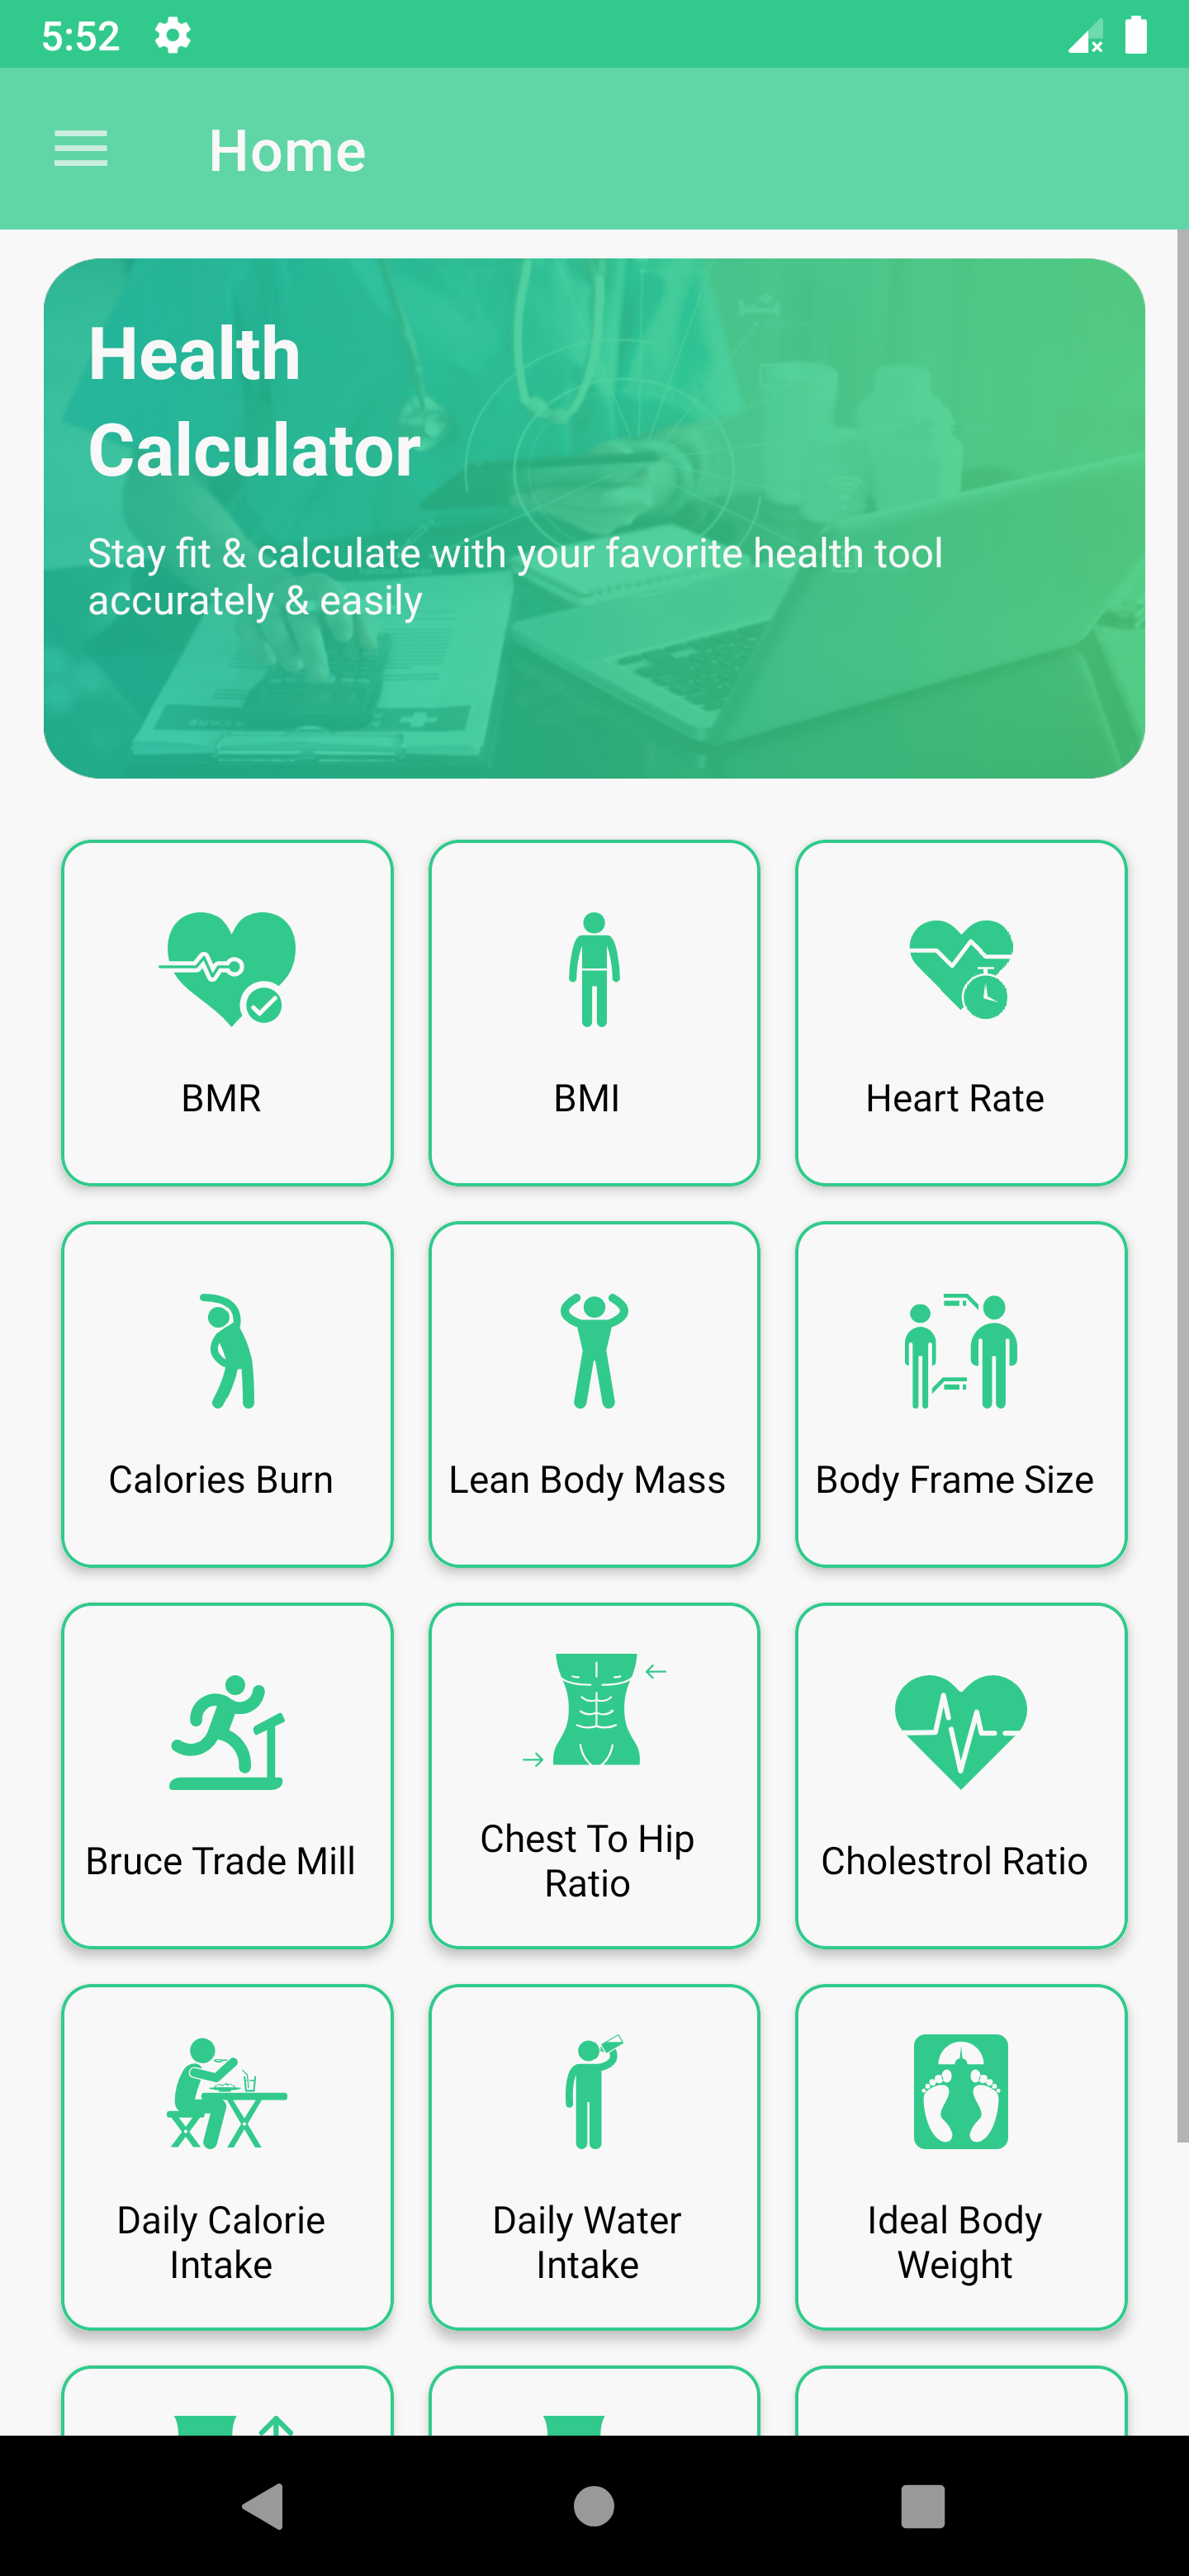 5:52
Home
Health
Calculator
Stay fit & calculate with your favorite health tool
accurately & easily
BMR
BMI
Heart Rate
Calories Burn
Lean Body Mass
Body Frame Size
Bruce Trade Mill
Chest To Hip
Ratio
Cholestrol Ratio
Daily Calorie
Intake
Daily Water
Intake
Ideal Body
Weight